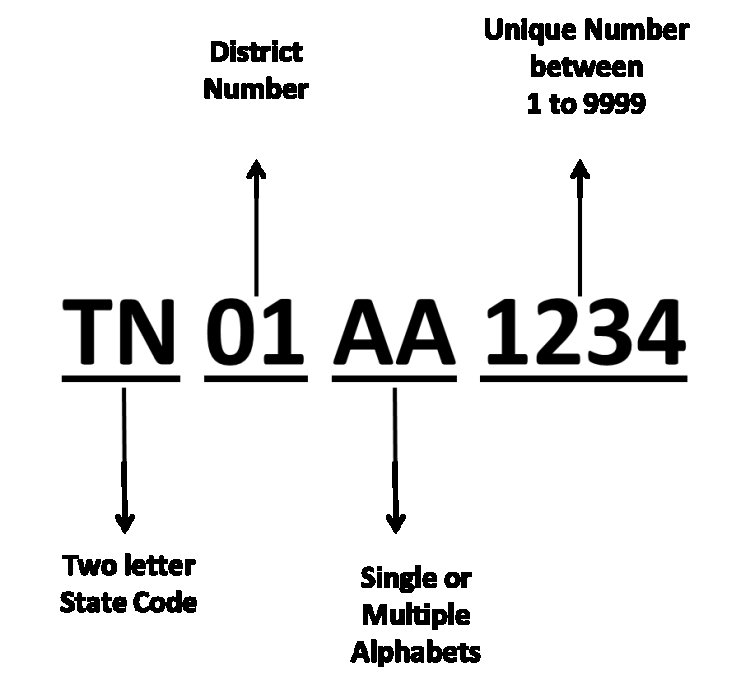 District
Number
Unique Number
between
1 to 9999
TN 01 AA 1234
Two letter
State Code
Single or
Multiple
Alphabets